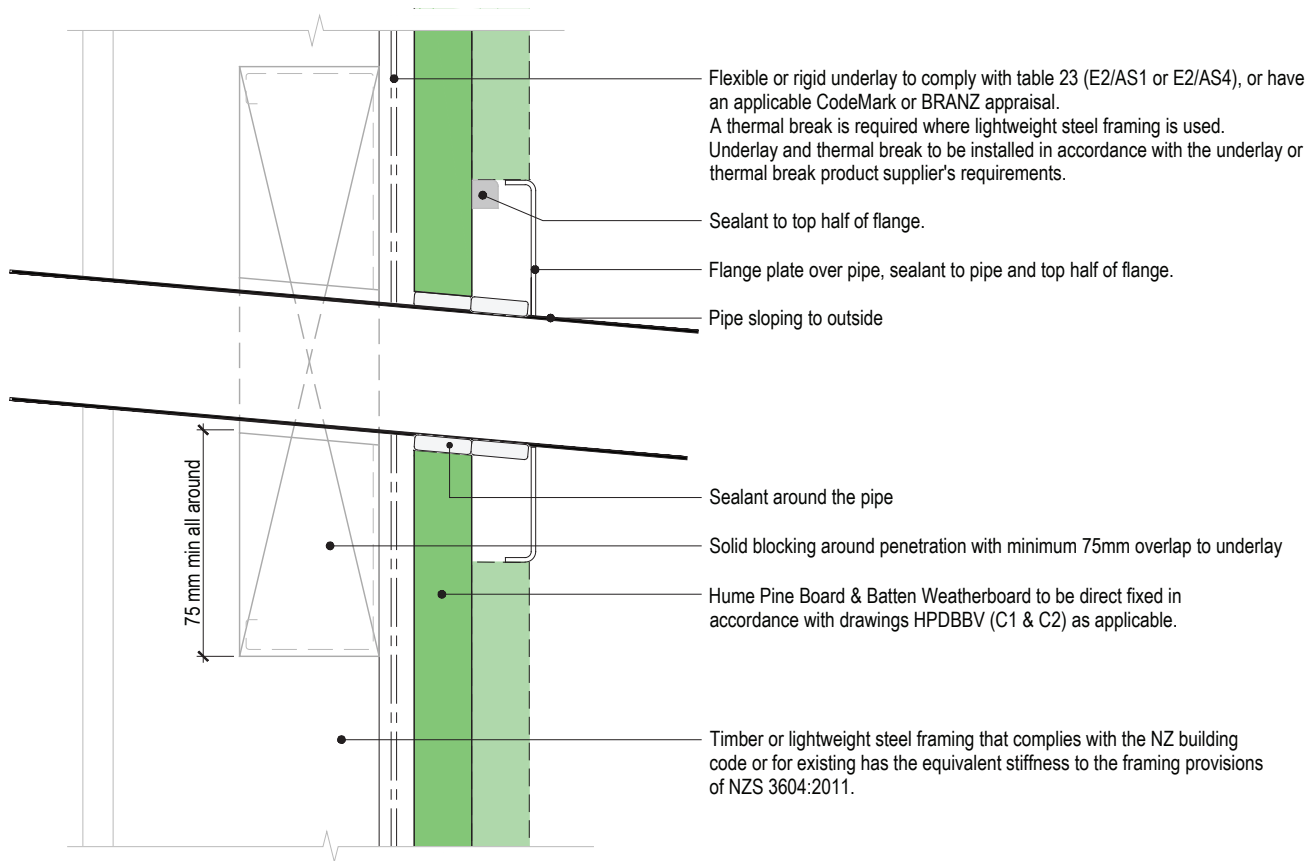 Flexible or rigid underlay to comply with table 23 (E2/AS1 or E2/AS4), or have
an applicable CodeMark or BRANZ appraisal.
A thermal break is required where lightweight steel framing is used.
Underlay and thermal break to be installed in accordance with the underlay or
thermal break product supplier's requirements.
Sealant to top half of flange.
Flange plate over pipe, sealant to pipe and top half of flange.
Pipe sloping to outside
75 mm min all around
Sealant around the pipe
Solid blocking around penetration with minimum 75mm overlap to underlay
Hume Pine Board & Batten Weatherboard to be direct fixed in
accordance with drawings HPDBBV (C1 & C2) as applicable.
Timber or lightweight steel framing that complies with the NZ building
code or for existing has the equivalent stiffness to the framing provisions
of NZS 3604:2011.